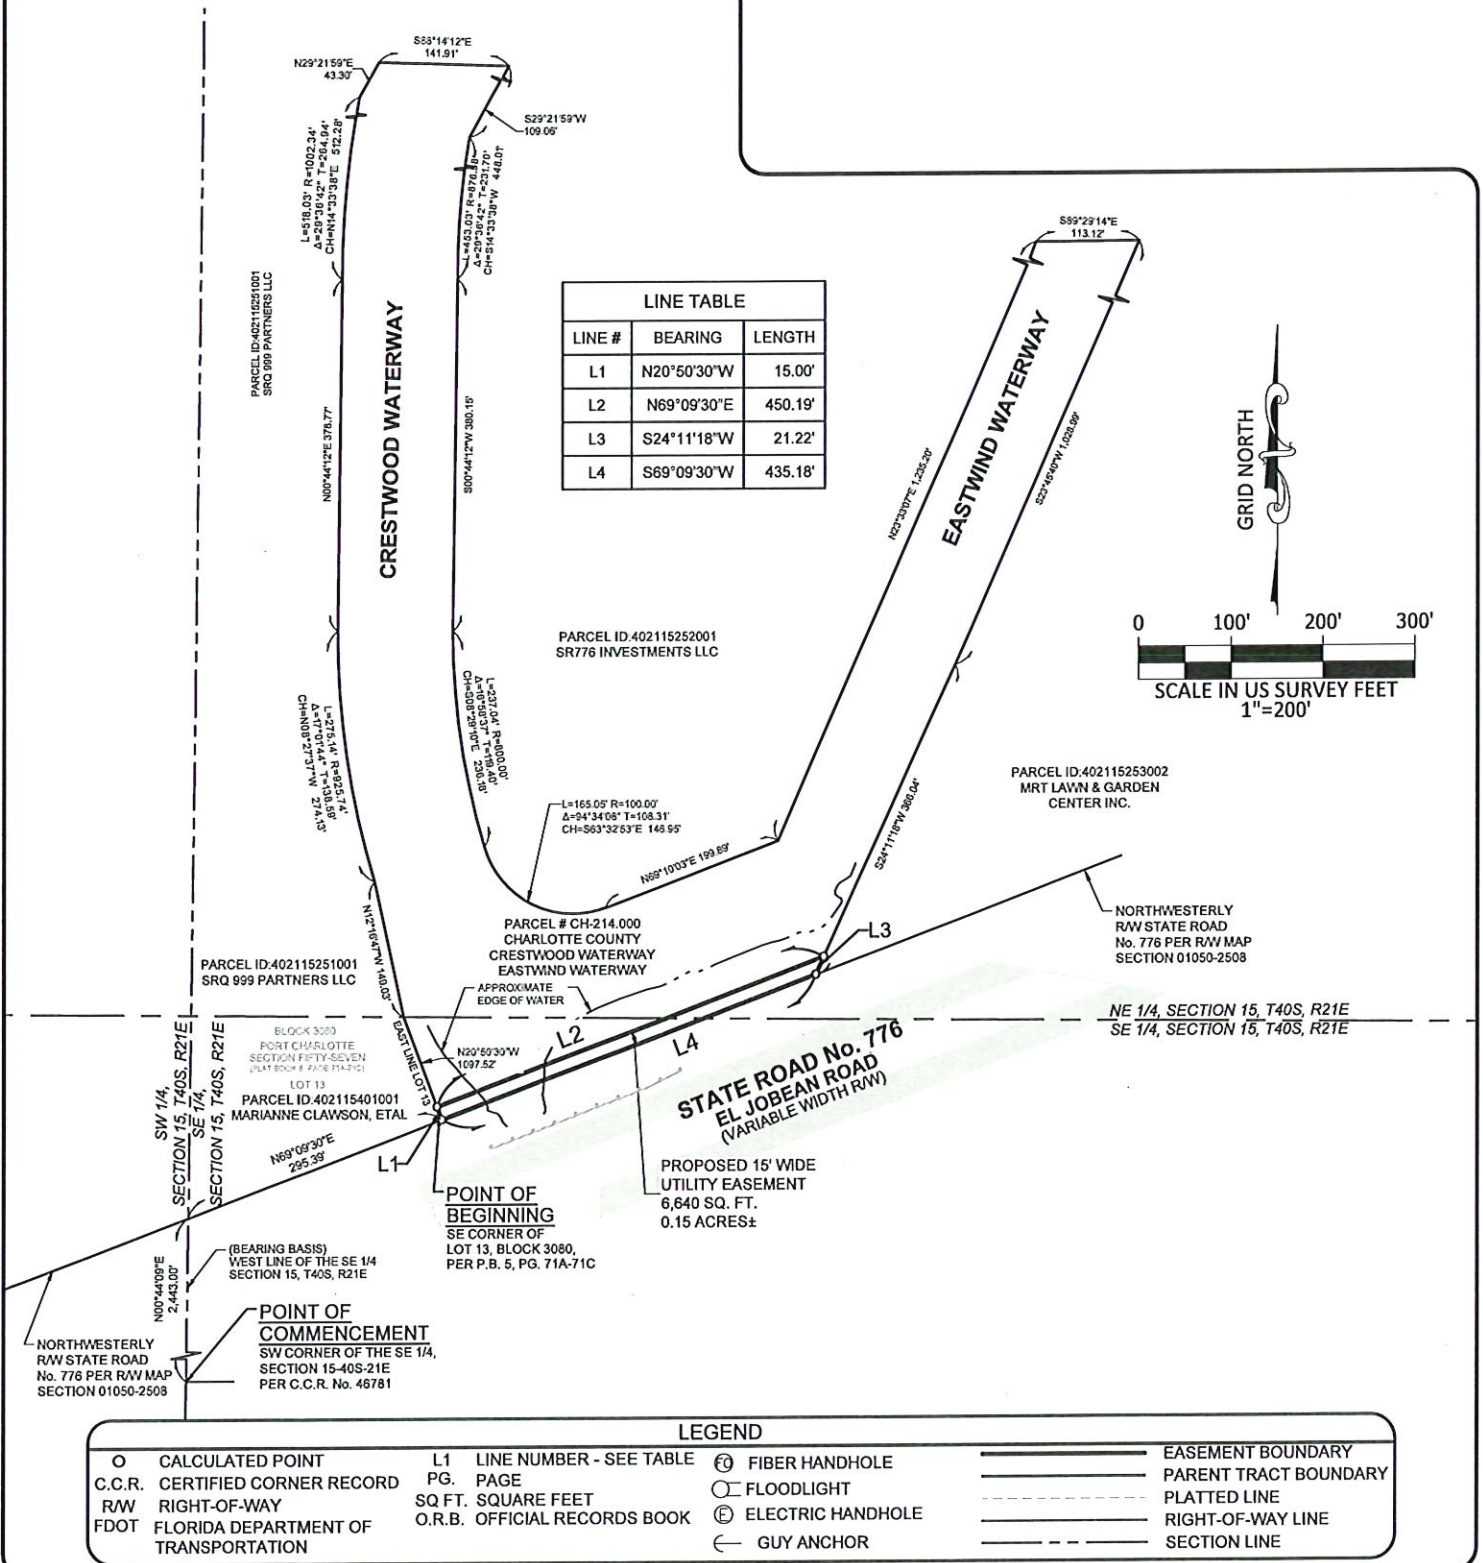 S88°14'12"E
141.91'
N29°21'59"E
43.30'
S29°21'59"W
109.06'
L=518.03' R=1002.34'
Δ=29°36'42" T=264.94'
CH=N14°33'38"E 512.28'
L=453.03' R=876.58'
Δ=29°36'42" T=231.70'
CH=S14°33'38"W 448.01'
S89°29'14"E
113.12'
PARCEL ID:402115251001
SRQ 999 PARTNERS LLC
CRESTWOOD WATERWAY
N00°44'12"E 378.77'
S00°44'12"W 380.15'
LINE TABLE
LINE # BEARING LENGTH
L1 N20°50'30"W 15.00'
L2 N69°09'30"E 450.19'
L3 S24°11'18"W 21.22'
L4 S69°09'30"W 435.18'
EASTWIND WATERWAY
N23°33'07"E 1,235.20'
S23°45'40"W 1,028.99'
GRID NORTH
0 100' 200' 300'
SCALE IN US SURVEY FEET
1"=200'
PARCEL ID:402115252001
SR776 INVESTMENTS LLC
L=275.14' R=925.74'
Δ=17°01'44" T=138.59'
CH=N08°27'37"W 274.13'
L=237.04' R=800.00'
Δ=16°58'37" T=119.40'
CH=S08°29'10"E 236.18'
L=165.05' R=100.00'
Δ=94°34'06" T=108.31'
CH=S63°32'53"E 146.95'
N69°10'03"E 199.89'
S24°11'18"W 366.04'
PARCEL ID:402115253002
MRT LAWN & GARDEN
CENTER INC.
N12°16'47"W 149.03'
PARCEL # CH-214.000
CHARLOTTE COUNTY
CRESTWOOD WATERWAY
EASTWIND WATERWAY
L3
NORTHWESTERLY
R/W STATE ROAD
No. 776 PER R/W MAP
SECTION 01050-2508
PARCEL ID:402115251001
SRQ 999 PARTNERS LLC
APPROXIMATE
EDGE OF WATER
NE 1/4, SECTION 15, T40S, R21E
SE 1/4, SECTION 15, T40S, R21E
BLOCK 3080
PORT CHARLOTTE
SECTION FIFTY-SEVEN
LOT 13
PARCEL ID:402115401001
MARIANNE CLAWSON, ETAL
EAST LINE LOT 13
N20°50'30"W
1097.52'
L2
L4
STATE ROAD No. 776
EL JOBEAN ROAD
(VARIABLE WIDTH R/W)
SW 1/4,
SECTION 15, T40S, R21E
SE 1/4,
SECTION 15, T40S, R21E
N69°09'30"E
295.39'
L1
POINT OF
BEGINNING
SE CORNER OF
LOT 13, BLOCK 3080,
PER P.B. 5, PG. 71A-71C
PROPOSED 15' WIDE
UTILITY EASEMENT
6,640 SQ. FT.
0.15 ACRES±
(BEARING BASIS)
WEST LINE OF THE SE 1/4
SECTION 15, T40S, R21E
N00°44'09"E
2,443.00'
POINT OF
COMMENCEMENT
SW CORNER OF THE SE 1/4,
SECTION 15-40S-21E
PER C.C.R. No. 46781
NORTHWESTERLY
R/W STATE ROAD
No. 776 PER R/W MAP
SECTION 01050-2508
LEGEND
O CALCULATED POINT
C.C.R. CERTIFIED CORNER RECORD
R/W RIGHT-OF-WAY
FDOT FLORIDA DEPARTMENT OF
TRANSPORTATION
L1 LINE NUMBER - SEE TABLE
PG. PAGE
SQ FT. SQUARE FEET
O.R.B. OFFICIAL RECORDS BOOK
FO FIBER HANDHOLE
FLOODLIGHT
E ELECTRIC HANDHOLE
GUY ANCHOR
EASEMENT BOUNDARY
PARENT TRACT BOUNDARY
PLATTED LINE
RIGHT-OF-WAY LINE
SECTION LINE